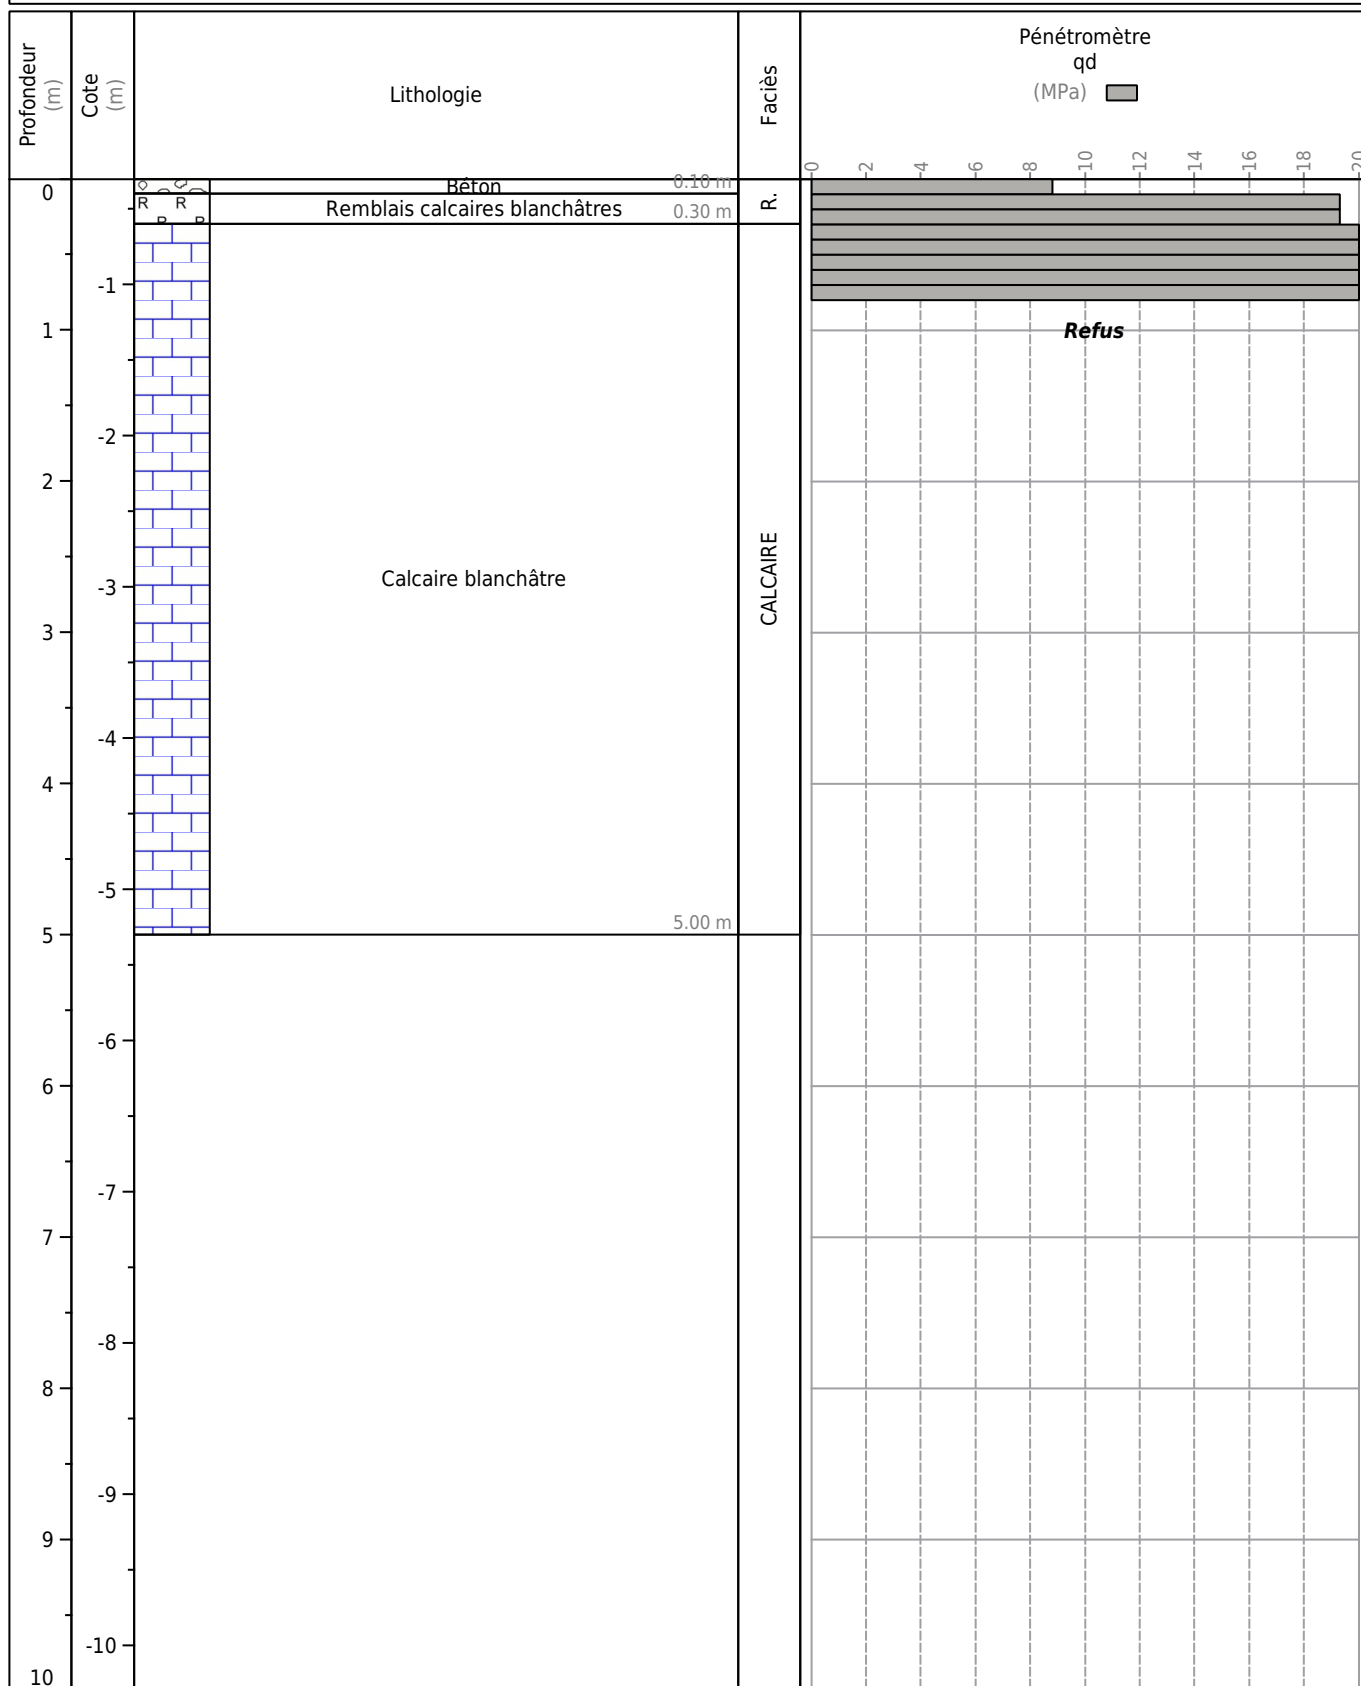 Profondeur
(m)
Cote
(m)
Lithologie
Faciès
Pénétromètre
qd
(MPa)
0 2 4 6 8 10 12 14 16 18 20
0
Béton
0.10 m
R R
Remblais calcaires blanchâtres
0.30 m
R.
R R
-1
1
Refus
-2
2
Calcaire blanchâtre
CALCAIRE
-3
3
-4
4
-5
5.00 m
5
-6
6
-7
7
-8
8
-9
9
-10
10